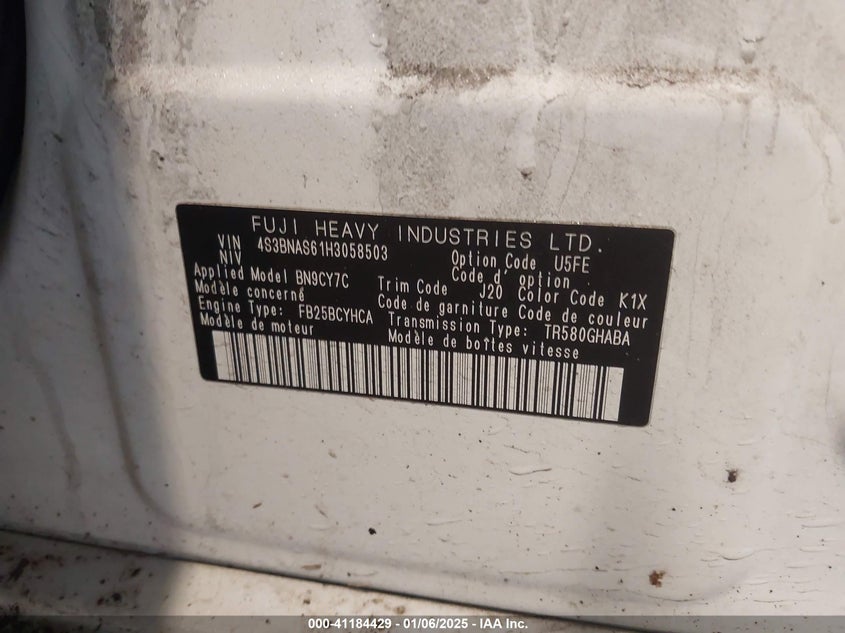 FUJI HEAVY INDUSTRIES LTD.
VIN 4S3BNAS61H3058503 Option Code U5FE
NIV Code d' option
Applied Model BN9CY7C Trim Code J20 Color Code K1X
Modèle concerné Code de garniture Code de couleur
Engine Type: FB25BCYHCA Transmission Type: TR580GHABA
Modèle de moteur Modèle de boîtes vitesse
000-41184429 - 01/06/2025 - IAA Inc.